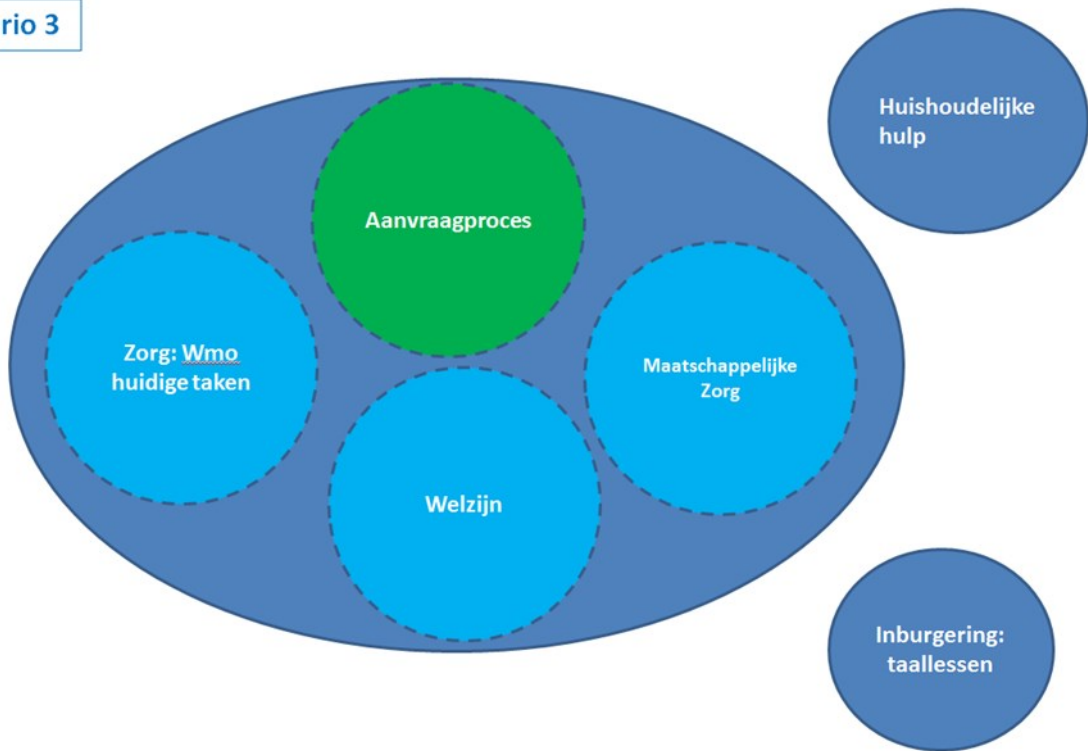 rio 3
Huishoudelijke
hulp
Aanvraagproces
Zorg: Wmo
huidige taken
Maatschappelijke
Zorg
Welzijn
Inburgering:
taallessen